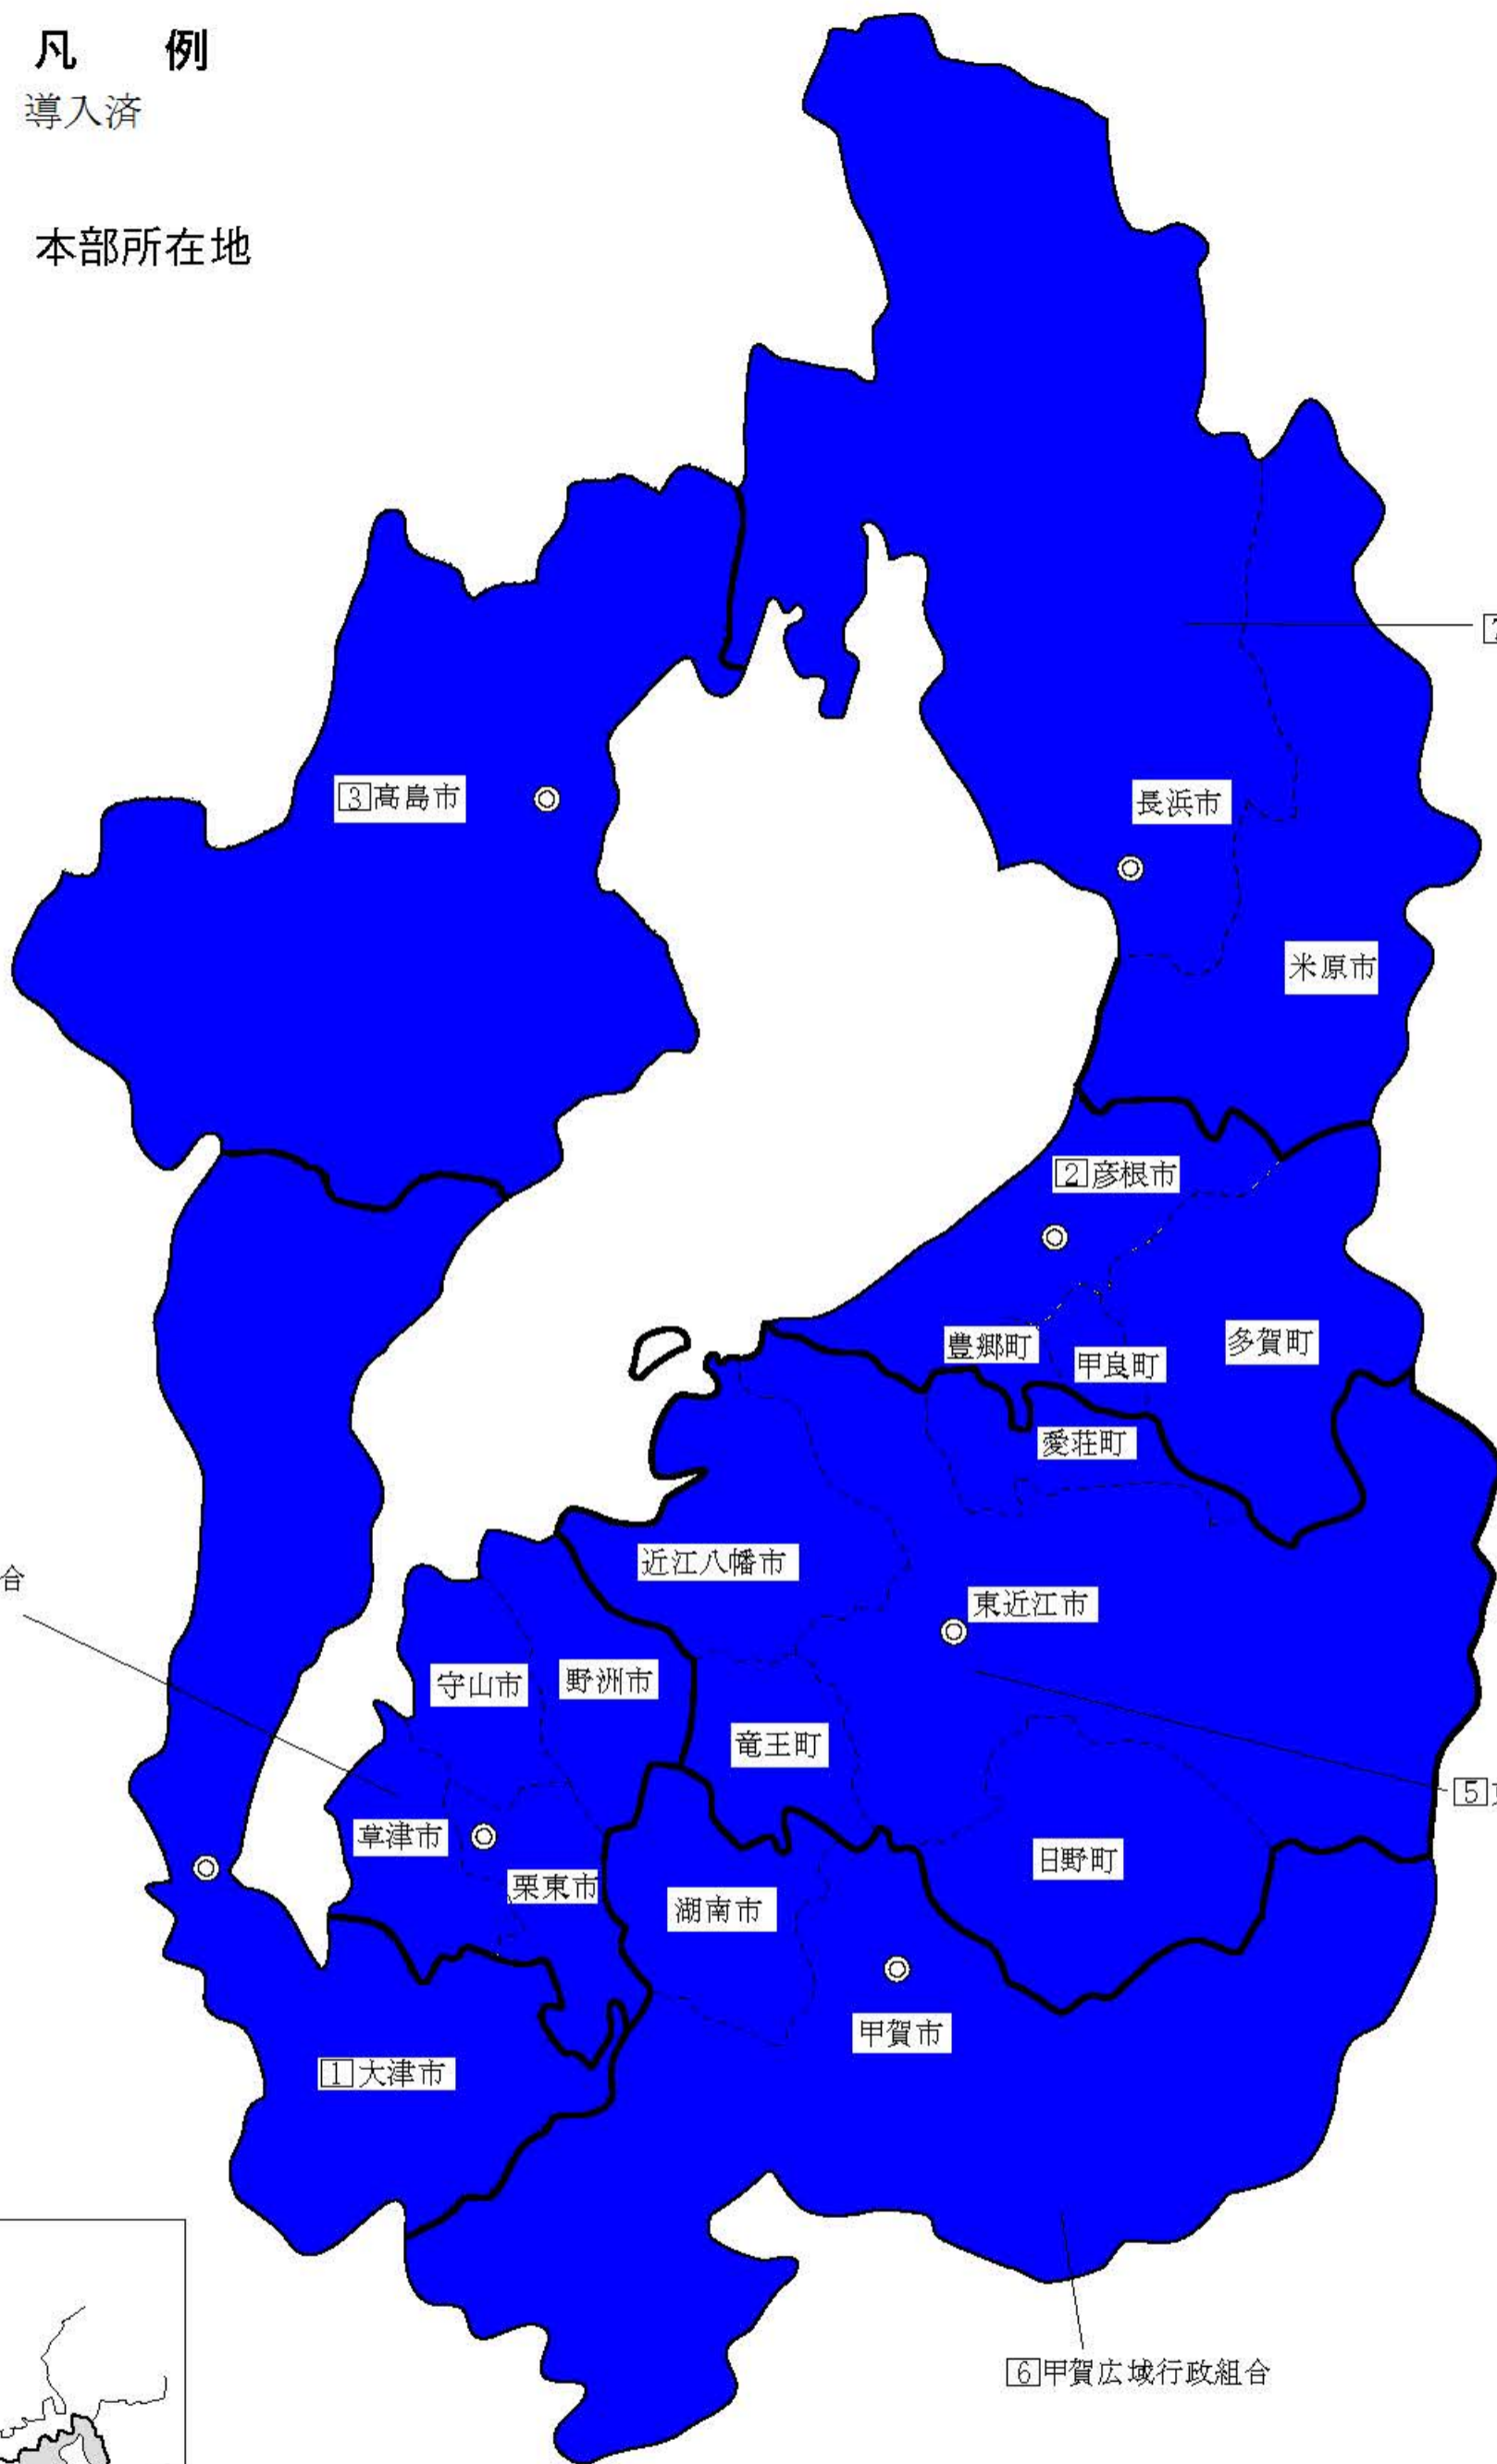 凡 例
導入済
本部所在地
7
3高島市
長浜市
米原市
2彦根市
豊郷町
甲良町
多賀町
愛荘町
近江八幡市
合
東近江市
守山市
野洲市
竜王町
5
草津市
栗東市
日野町
湖南市
甲賀市
1大津市
6甲賀広域行政組合